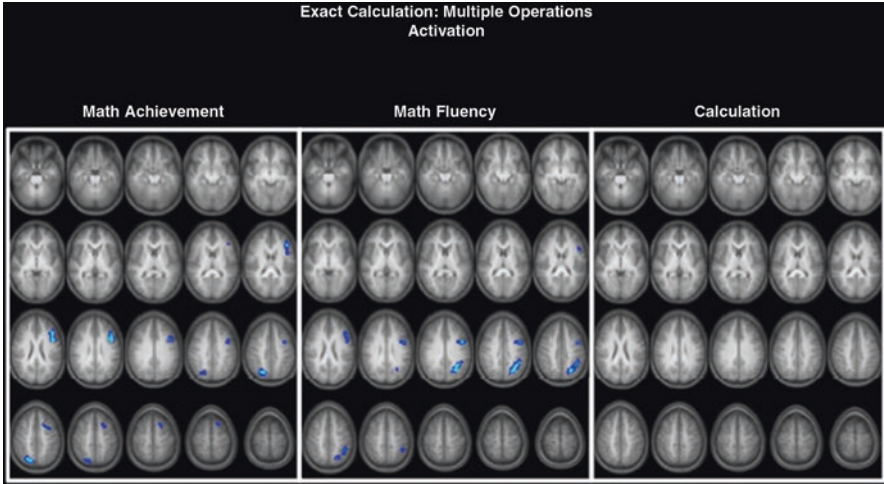 Exact Calculation: Multiple Operations
Activation
Math Achievement
Math Fluency
Calculation